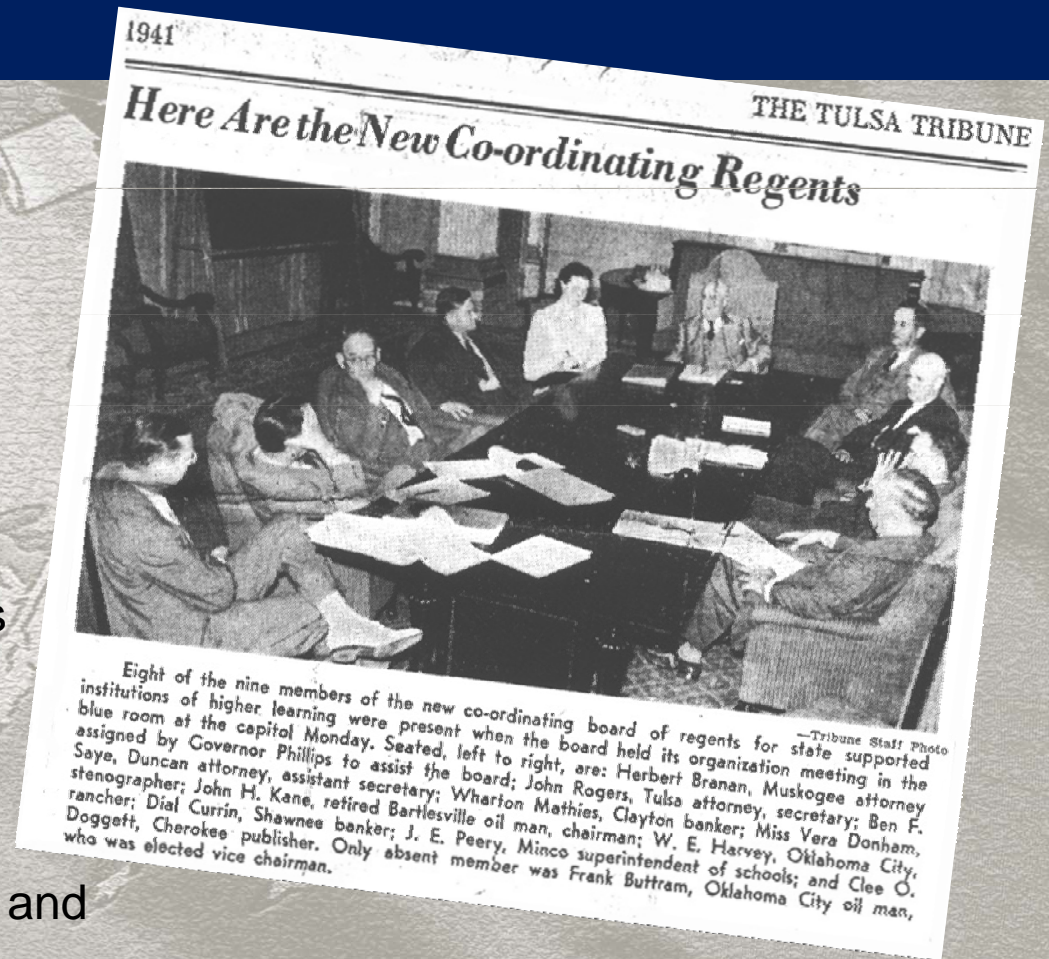 1941
THE TULSA TRIBUNE
Here Are the New Co-ordinating Regents
—Tribune Staff Photo
Eight of the nine members of the new co-ordinating board of regents for state supported
institutions of higher learning were present when the board held its organization meeting in the
blue room at the capitol Monday. Seated, left to right, are: Herbert Branan, Muskogee attorney
assigned by Governor Phillips to assist the board; John Rogers, Tulsa attorney, secretary; Ben F.
Saye, Duncan attorney, assistant secretary; Wharton Mathies, Clayton banker; Miss Vera Donham,
stenographer; John H. Kane, retired Bartlesville oil man, chairman; W. E. Harvey, Oklahoma City,
rancher; Dial Currin, Shawnee banker; J. E. Peery, Minco superintendent of schools; and Clee O.
Doggett, Cherokee publisher. Only absent member was Frank Buttram, Oklahoma City oil man,
who was elected vice chairman.
s
and